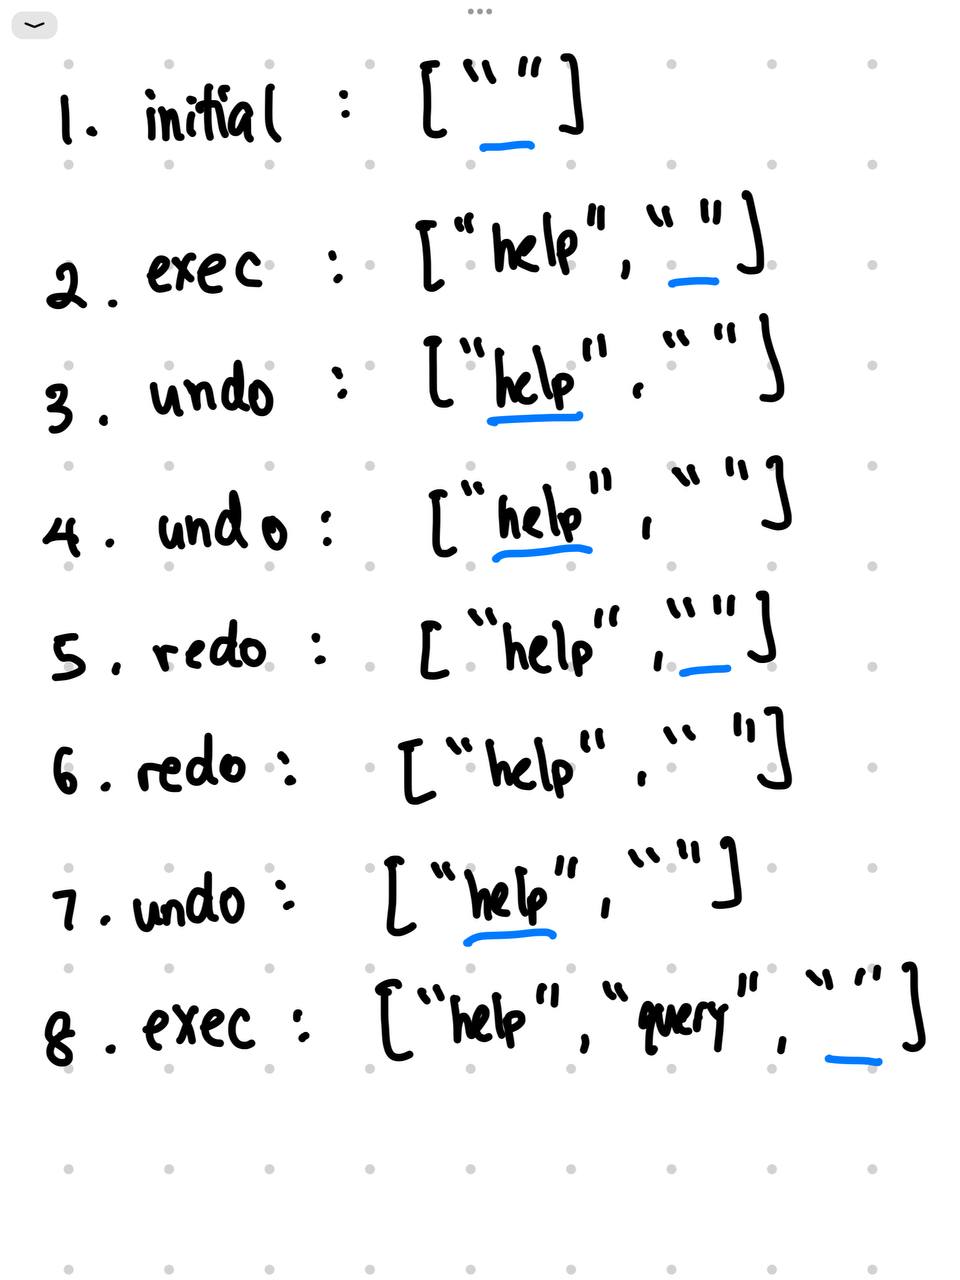 1. initial : [“ ”]
2. exec : [“help”, “ ”]
3. undo : [“help”, “ ”]
4. undo : [“help”, “ ”]
5. redo : [“help”, “ ”]
6. redo : [“help”, “ ”]
7. undo : [“help”, “ ”]
8. exec : [“help”, “query”, “ ”]